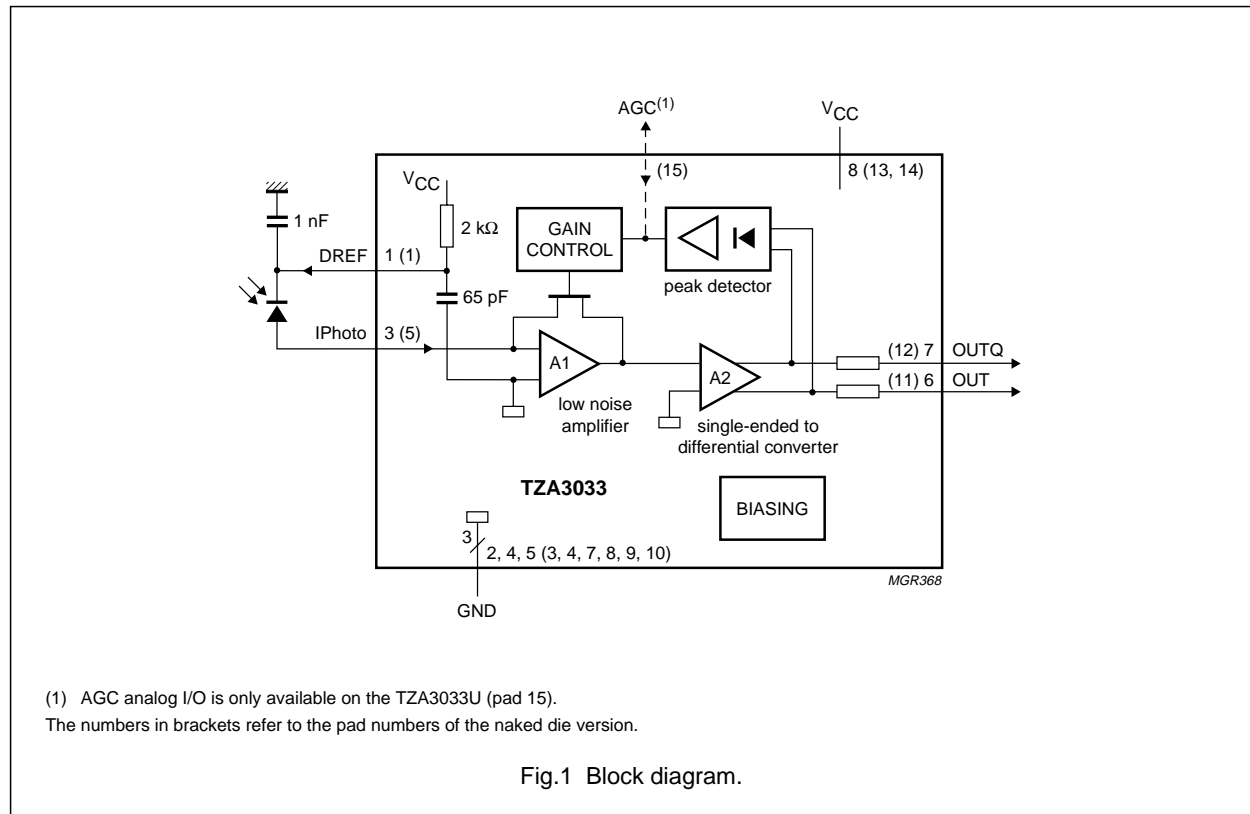 AGC(1)
VCC
(15)
8 (13, 14)
VCC
1 nF
2 kΩ
GAIN
CONTROL
DREF
1 (1)
peak detector
65 pF
IPhoto
3 (5)
A1
A2
(12) 7
OUTQ
(11) 6
OUT
low noise
amplifier
single-ended to
differential converter
TZA3033
BIASING
3
2, 4, 5 (3, 4, 7, 8, 9, 10)
MGR368
GND
(1) AGC analog I/O is only available on the TZA3033U (pad 15).
The numbers in brackets refer to the pad numbers of the naked die version.
Fig.1 Block diagram.